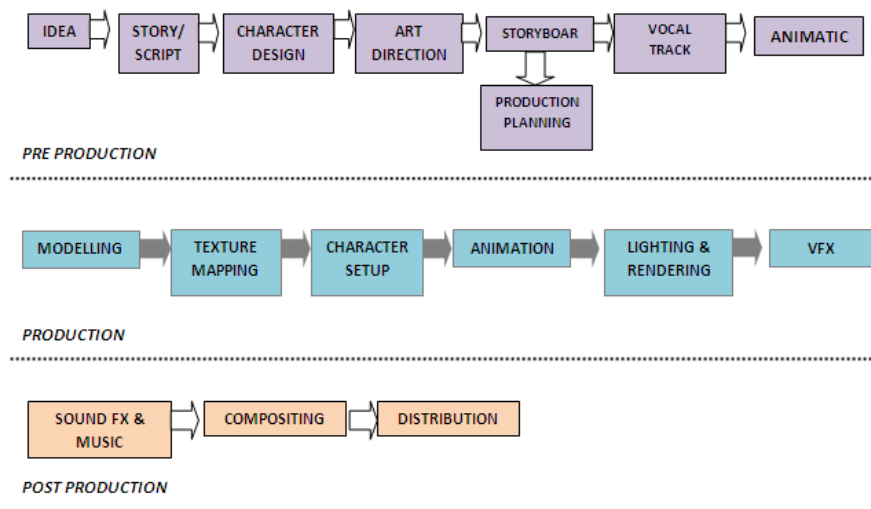 IDEA
STORY/
SCRIPT
CHARACTER
DESIGN
ART
DIRECTION
STORYBOAR
VOCAL
TRACK
ANIMATIC
PRODUCTION
PLANNING
PRE PRODUCTION
MODELLING
TEXTURE
MAPPING
CHARACTER
SETUP
ANIMATION
LIGHTING &
RENDERING
VFX
PRODUCTION
SOUND FX &
MUSIC
COMPOSITING
DISTRIBUTION
POST PRODUCTION